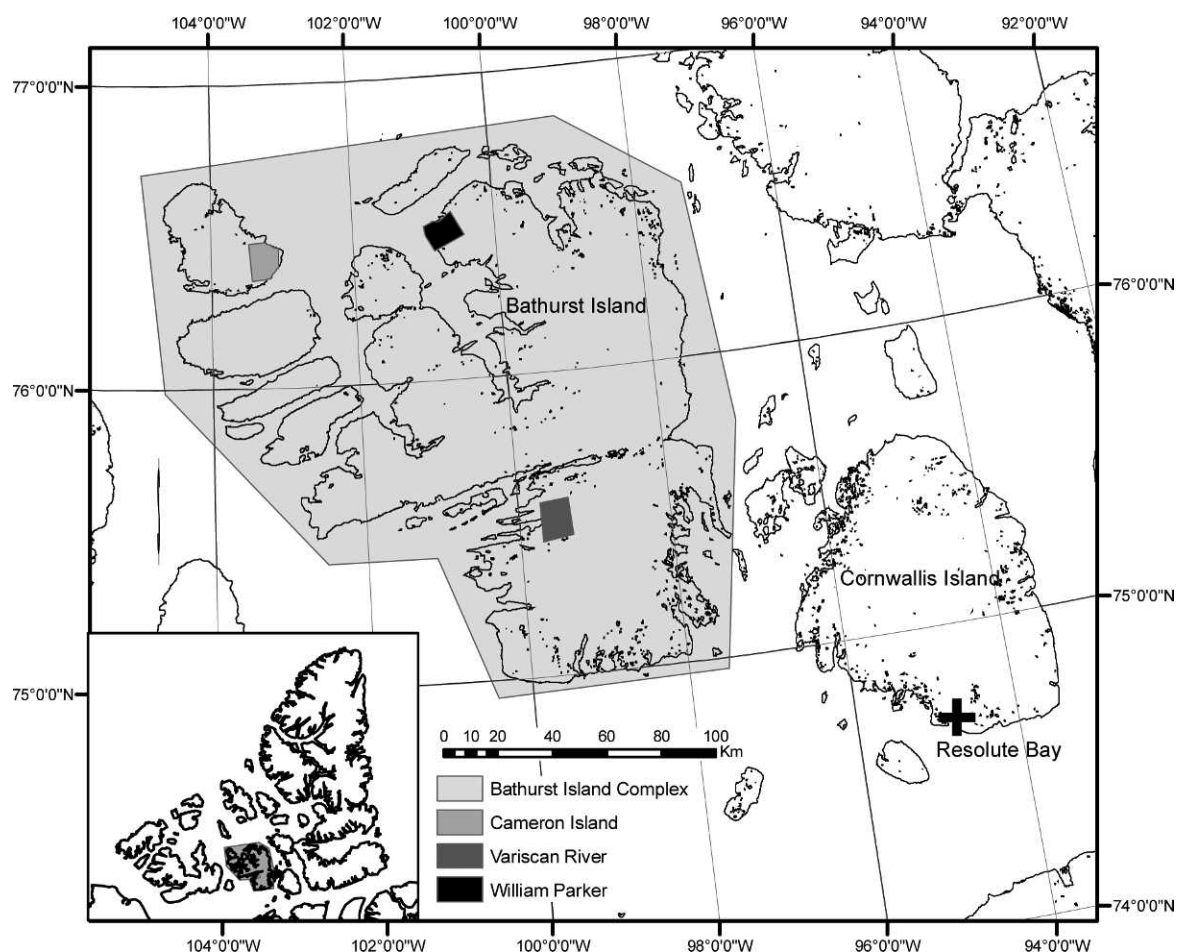 104°0'0"W 102°0'0"W 100°0'0"W 98°0'0"W 96°0'0"W 94°0'0"W 92°0'0"W
77°0'0"N
76°0'0"N
Bathurst Island
76°0'0"N
75°0'0"N
Cornwallis Island
75°0'0"N
Resolute Bay
0 10 20 40 60 80 100
Km
Bathurst Island Complex
Cameron Island
Variscan River
William Parker
74°0'0"N
104°0'0"W 102°0'0"W 100°0'0"W 98°0'0"W 96°0'0"W 94°0'0"W